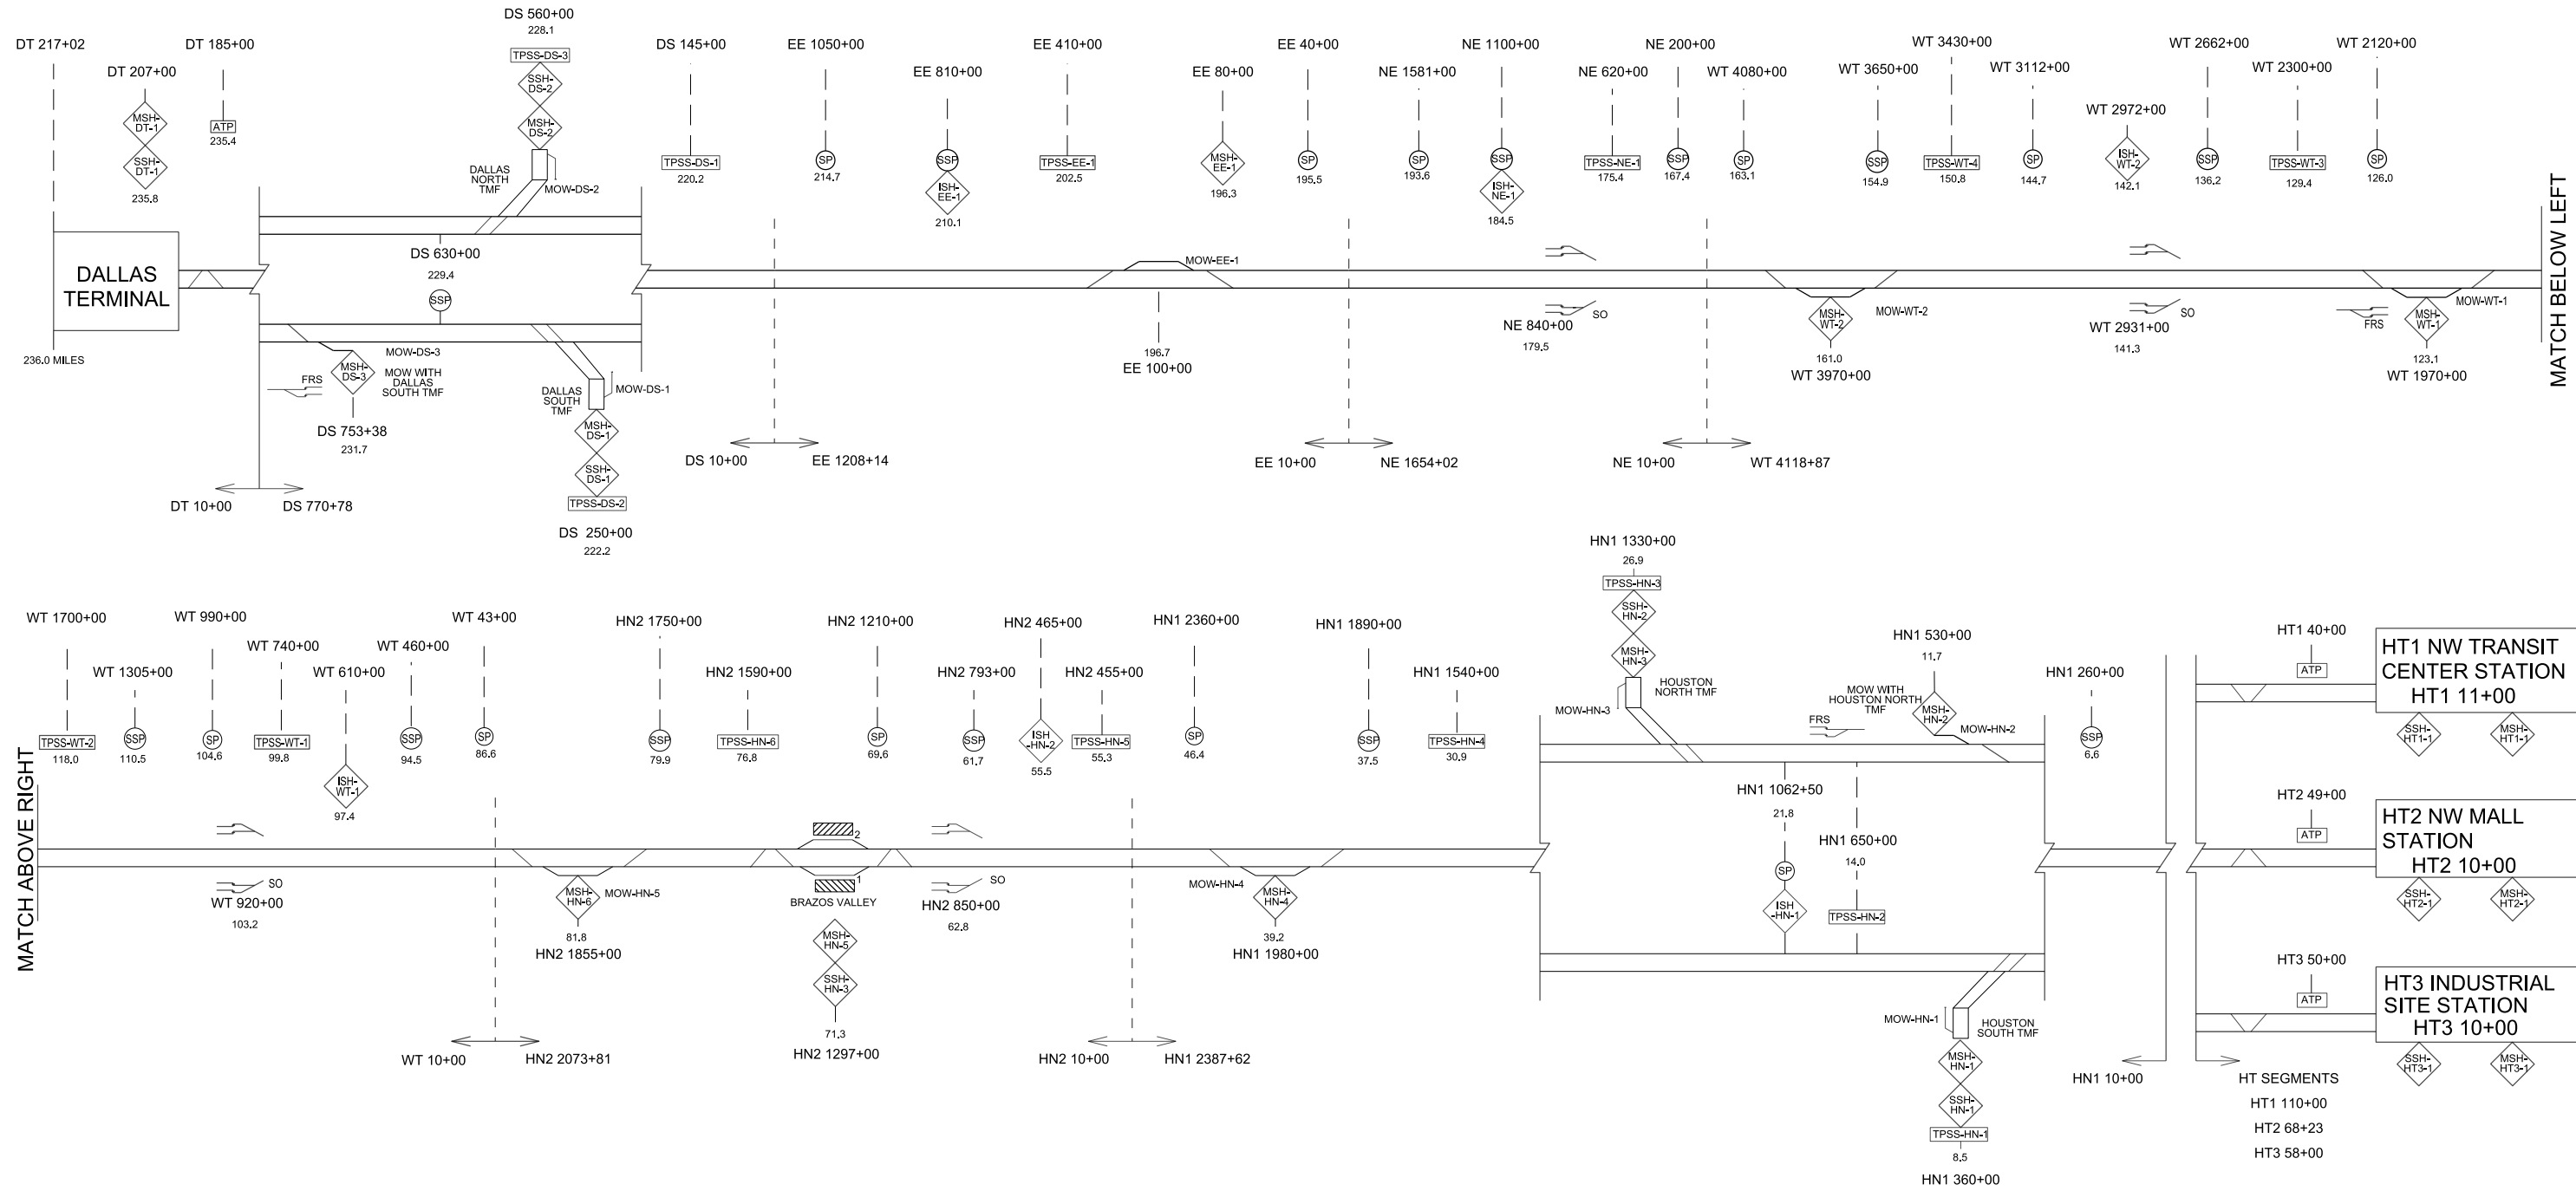 DS 560+00
228.1
DT 217+02
DT 185+00
DS 145+00
EE 1050+00
EE 410+00
EE 40+00
NE 1100+00
NE 200+00
WT 3430+00
WT 2662+00
WT 2120+00
DT 207+00
TPSS-DS-3
EE 810+00
EE 80+00
NE 1581+00
NE 620+00
WT 4080+00
WT 3650+00
WT 3112+00
WT 2300+00
SSH-
DS-2
MSH-
DT-1
ATP
235.4
MSH-
DS-2
WT 2972+00
SSH-
DT-1
235.8
DALLAS
NORTH
TMF
MOW-DS-2
TPSS-DS-1
220.2
SP
214.7
SSP
ISH-
EE-1
210.1
TPSS-EE-1
202.5
MSH-
EE-1
196.3
SP
195.5
SP
193.6
SSP
ISH-
NE-1
184.5
TPSS-NE-1
175.4
SSP
167.4
SP
163.1
SSP
154.9
TPSS-WT-4
150.8
SP
144.7
ISH-
WT-2
142.1
SSP
136.2
TPSS-WT-3
129.4
SP
126.0
DALLAS
TERMINAL
DS 630+00
229.4
SSP
MOW-EE-1
MATCH BELOW LEFT
236.0 MILES
FRS
MSH-
DS-3
MOW-DS-3
MOW WITH
DALLAS
SOUTH TMF
DS 753+38
231.7
DALLAS
SOUTH
TMF
MOW-DS-1
MSH-
DS-1
SSH-
DS-1
TPSS-DS-2
DS 250+00
222.2
196.7
EE 100+00
NE 840+00
SO
179.5
MSH-
WT-2
MOW-WT-2
161.0
WT 3970+00
WT 2931+00
SO
141.3
FRS
MSH-
WT-1
MOW-WT-1
123.1
WT 1970+00
DT 10+00
DS 770+78
DS 10+00
EE 1208+14
EE 10+00
NE 1654+02
NE 10+00
WT 4118+87
WT 1700+00
WT 990+00
WT 43+00
HN2 1750+00
HN2 1210+00
HN2 465+00
HN1 2360+00
HN1 1890+00
HN1 1330+00
26.9
TPSS-HN-3
SSH-
HN-2
MSH-
HN-3
WT 1305+00
WT 740+00
WT 610+00
WT 460+00
HN2 1590+00
HN2 793+00
HN2 455+00
HN1 1540+00
TPSS-WT-2
118.0
SSP
110.5
SP
104.6
TPSS-WT-1
99.8
ISH-
WT-1
97.4
SSP
94.5
SP
86.6
SSP
79.9
TPSS-HN-6
76.8
SP
69.6
SSP
61.7
ISH
-HN-2
55.5
TPSS-HN-5
55.3
SP
46.4
SSP
37.5
TPSS-HN-4
30.9
MOW-HN-3
HOUSTON
NORTH TMF
HN1 530+00
11.7
MOW WITH
HOUSTON NORTH
TMF
FRS
MSH-
HN-2
MOW-HN-2
HN1 260+00
SSP
6.6
HT1 40+00
ATP
HT1 NW TRANSIT
CENTER STATION
HT1 11+00
SSH-
HT1-1
MSH-
HT1-1
MATCH ABOVE RIGHT
WT 920+00
SO
103.2
MSH-
HN-6
MOW-HN-5
81.8
HN2 1855+00
2
1
BRAZOS VALLEY
MSH-
HN-5
SSH-
HN-3
71.3
HN2 1297+00
SO
HN2 850+00
62.8
MOW-HN-4
MSH-
HN-4
39.2
HN1 1980+00
HN1 1062+50
21.8
SP
ISH
-HN-1
HN1 650+00
14.0
TPSS-HN-2
HT2 49+00
ATP
HT2 NW MALL
STATION
HT2 10+00
SSH-
HT2-1
MSH-
HT2-1
HT3 50+00
ATP
HT3 INDUSTRIAL
SITE STATION
HT3 10+00
SSH-
HT3-1
MSH-
HT3-1
MOW-HN-1
HOUSTON
SOUTH TMF
MSH-
HN-1
SSH-
HN-1
TPSS-HN-1
8.5
HN1 360+00
WT 10+00
HN2 2073+81
HN2 10+00
HN1 2387+62
HN1 10+00
HT SEGMENTS
HT1 110+00
HT2 68+23
HT3 58+00